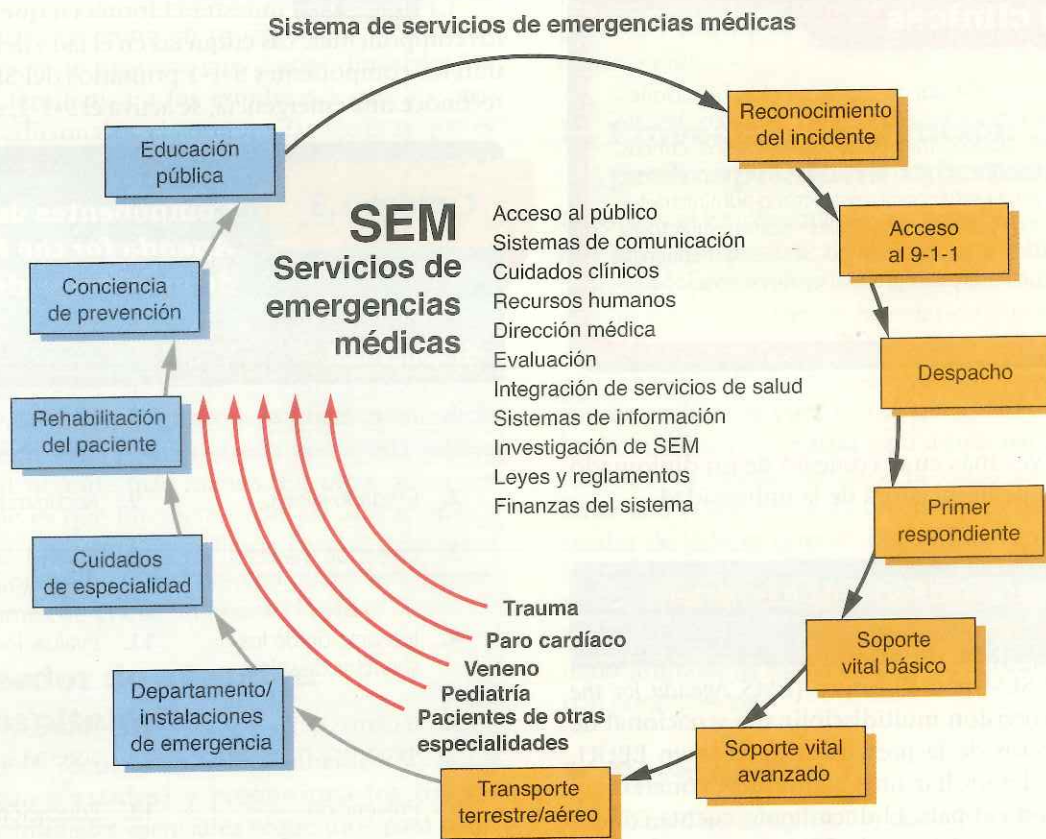 Sistema de servicios de emergencias médicas
Reconocimiento
del incidente
Acceso
al 9-1-1
Despacho
Primer
respondiente
Soporte
vital básico
Soporte vital
avanzado
Transporte
terrestre/aéreo
Departamento/
instalaciones
de emergencia
Cuidados
de especialidad
Rehabilitación
del paciente
Conciencia
de prevención
Educación
pública
SEM
Servicios de
emergencias
médicas
Acceso al público
Sistemas de comunicación
Cuidados clínicos
Recursos humanos
Dirección médica
Evaluación
Integración de servicios de salud
Sistemas de información
Investigación de SEM
Leyes y reglamentos
Finanzas del sistema
Trauma
Paro cardíaco
Veneno
Pediatría
Pacientes de otras
especialidades